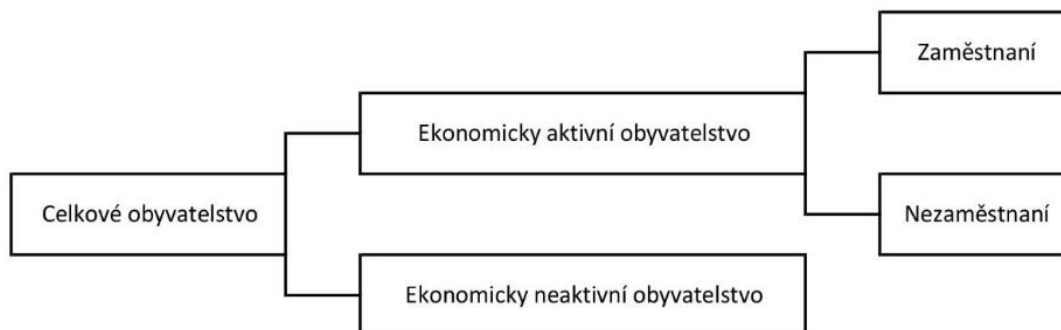 Zaměstnaní
Ekonomicky aktivní obyvatelstvo
Celkové obyvatelstvo
Nezaměstnaní
Ekonomicky neaktivní obyvatelstvo